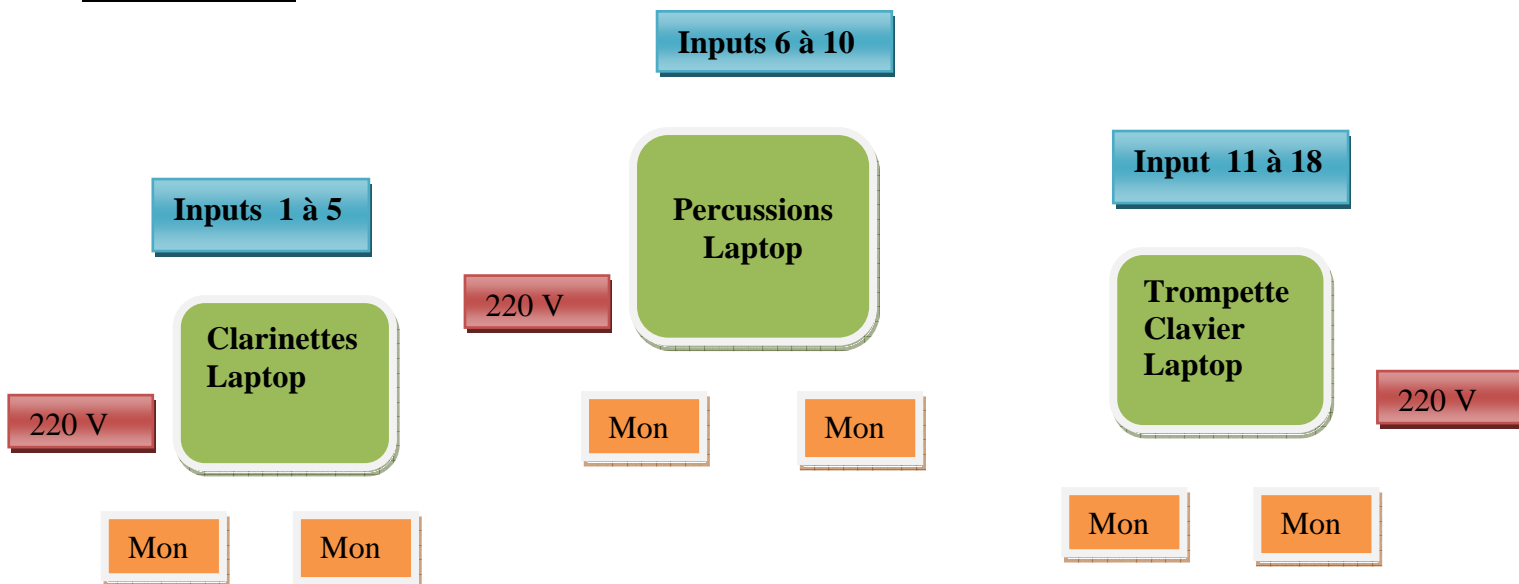 Inputs 6 à 10
Input 11 à 18
Inputs 1 à 5
Percussions
Laptop
220 V
Trompette
Clavier
Laptop
Clarinettes
Laptop
220 V
220 V
Mon
Mon
Mon
Mon
Mon
Mon